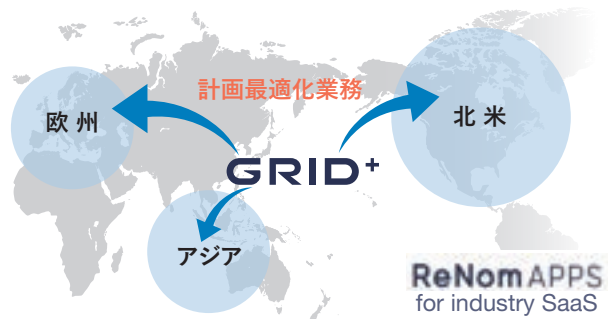 計画最適化業務
欧州
北米
GRID+
アジア
ReNom APPS
for industry SaaS